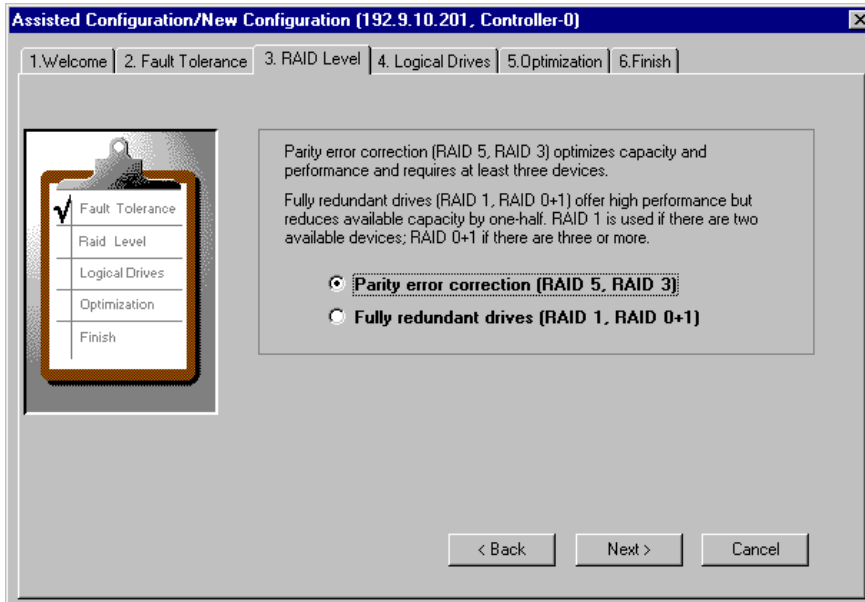 Assisted Configuration/New Configuration (192.9.10.201, Controller-0)
1.Welcome
2. Fault Tolerance
3. RAID Level
4. Logical Drives
5.Optimization
6.Finish
Fault Tolerance
Raid Level
Logical Drives
Optimization
Finish
Parity error correction (RAID 5, RAID 3) optimizes capacity and
performance and requires at least three devices.
Fully redundant drives (RAID 1, RAID 0+1) offer high performance but
reduces available capacity by one-half. RAID 1 is used if there are two
available devices; RAID 0+1 if there are three or more.
Parity error correction (RAID 5, RAID 3)
Fully redundant drives (RAID 1, RAID 0+1)
< Back
Next >
Cancel